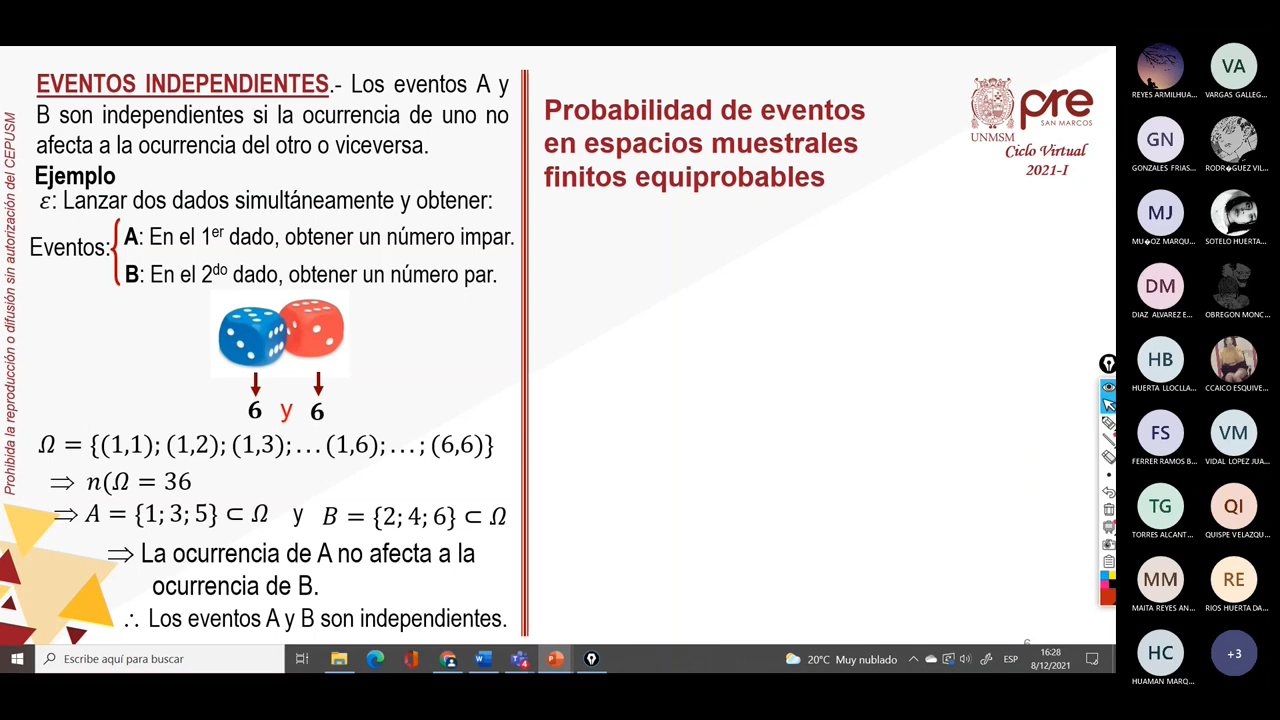 EVENTOS INDEPENDIENTES.- Los eventos A y
B son independientes si la ocurrencia de uno no
afecta a la ocurrencia del otro o viceversa.
Ejemplo
ε: Lanzar dos dados simultáneamente y obtener:
Eventos:
A: En el 1er dado, obtener un número impar.
B: En el 2do dado, obtener un número par.
6 y 6
Ω = {(1,1); (1,2); (1,3); … (1,6); …; (6,6)}
⟹ n(Ω = 36
⟹ A = {1; 3; 5} ⊂ Ω y B = {2; 4; 6} ⊂ Ω
⟹ La ocurrencia de A no afecta a la
ocurrencia de B.
∴ Los eventos A y B son independientes.
Prohibida la reproducción o difusión sin autorización del CEPUSM
Probabilidad de eventos
en espacios muestrales
finitos equiprobables
UNMSM
pre
SAN MARCOS
Ciclo Virtual
2021-I
REYES ARMILHUA...
VA
VARGAS GALLEG...
GN
GONZALES FRIAS...
RODR�GUEZ VIL...
MJ
MU�OZ MARQU...
SOTELO HUERTA...
DM
DIAZ ALVAREZ E...
OBREGON MONC...
HB
HUERTA LLOCLLA...
CCAICO ESQUIVE...
FS
FERRER RAMOS B...
VM
VIDAL LOPEZ JUA...
TG
TORRES ALCANT...
QI
QUISPE VELAZQU...
MM
MAITA REYES AN...
RE
RIOS HUERTA DA...
HC
HUAMAN MARQ...
+3
Escribe aquí para buscar
20°C Muy nublado
ESP
16:28
8/12/2021